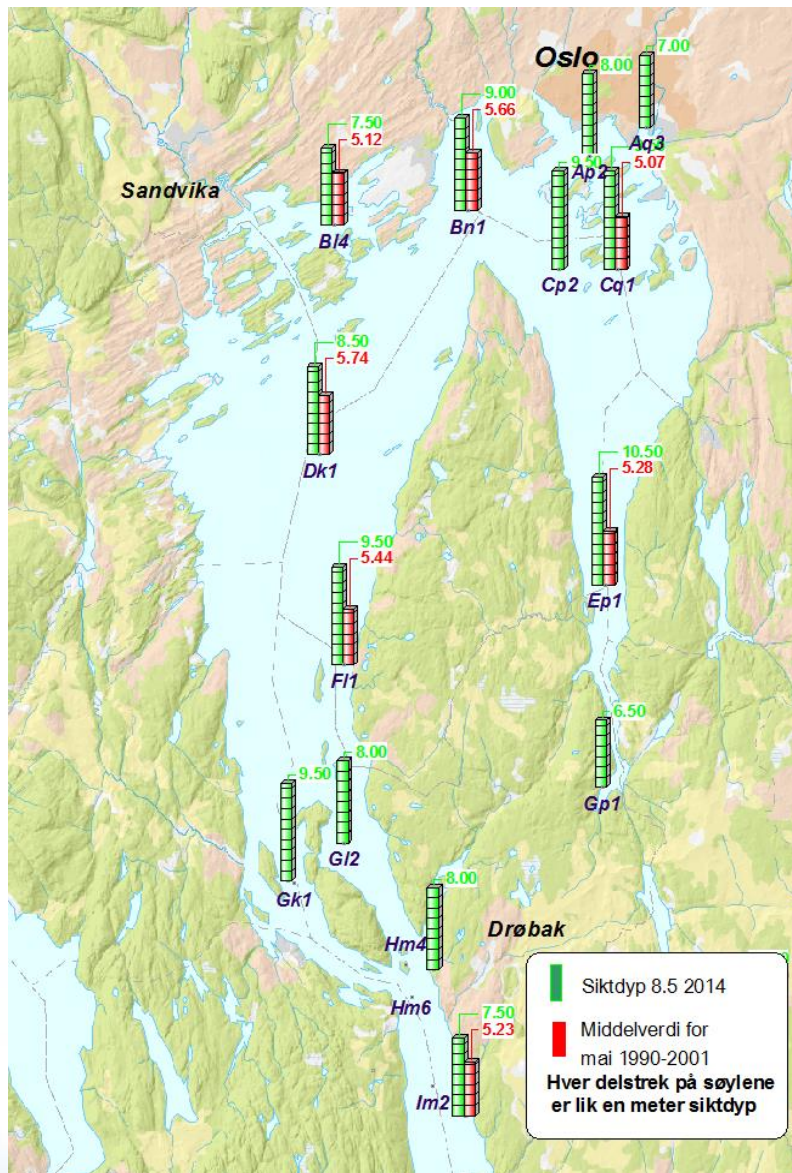 Oslo
8.00
7.00
9.00
5.66
7.50
5.12
Aq3
Ap2
5.07
9.50
Sandvika
Bl4
Bn1
Cp2
Cq1
8.50
5.74
Dk1
10.50
5.28
Ep1
9.50
5.44
Fl1
6.50
Gp1
8.00
Gl2
9.50
Gk1
8.00
Hm4
Drøbak
Hm6
7.50
5.23
Im2
Siktdyp 8.5 2014
Middelverdi for
mai 1990-2001
Hver delstrek på søylene
er lik en meter siktdyp